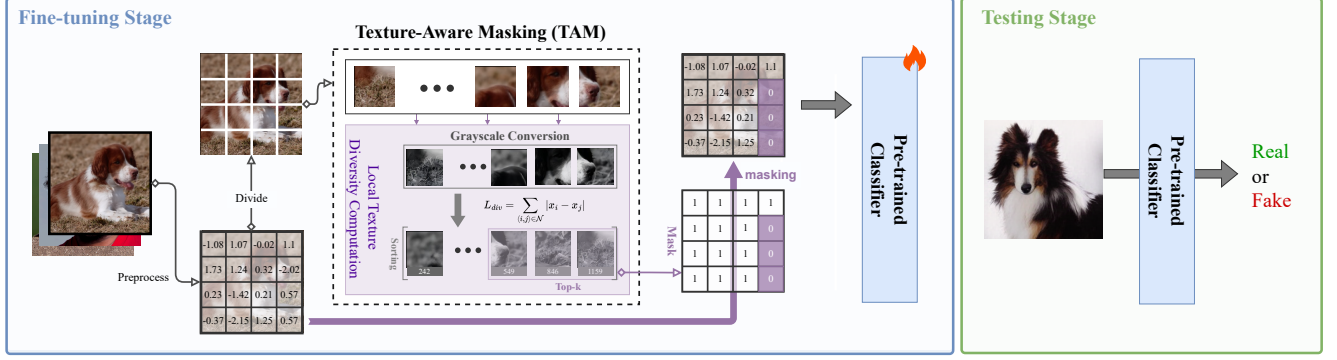 Fine-tuning Stage
Texture-Aware Masking (TAM)
Divide
Preprocess
-1.08 1.07 -0.02 1.1
1.73 1.24 0.32 -2.02
0.23 -1.42 0.21 0.57
-0.37 -2.15 1.25 0.57
Local Texture
Diversity Computation
Grayscale Conversion
L_{div} = \sum_{(i,j)∈\mathcal{N}} |x_i − x_j|
Sorting
242
549 846 1159
Top-k
Mask
masking
-1.08 1.07 -0.02 1.1
1.73 1.24 0.32 0
0.23 -1.42 0.21 0
-0.37 -2.15 1.25 0
1 1 1 1
1 1 1 0
1 1 1 0
1 1 1 0
Pre-trained
Classifier
Testing Stage
Pre-trained
Classifier
Real
or
Fake